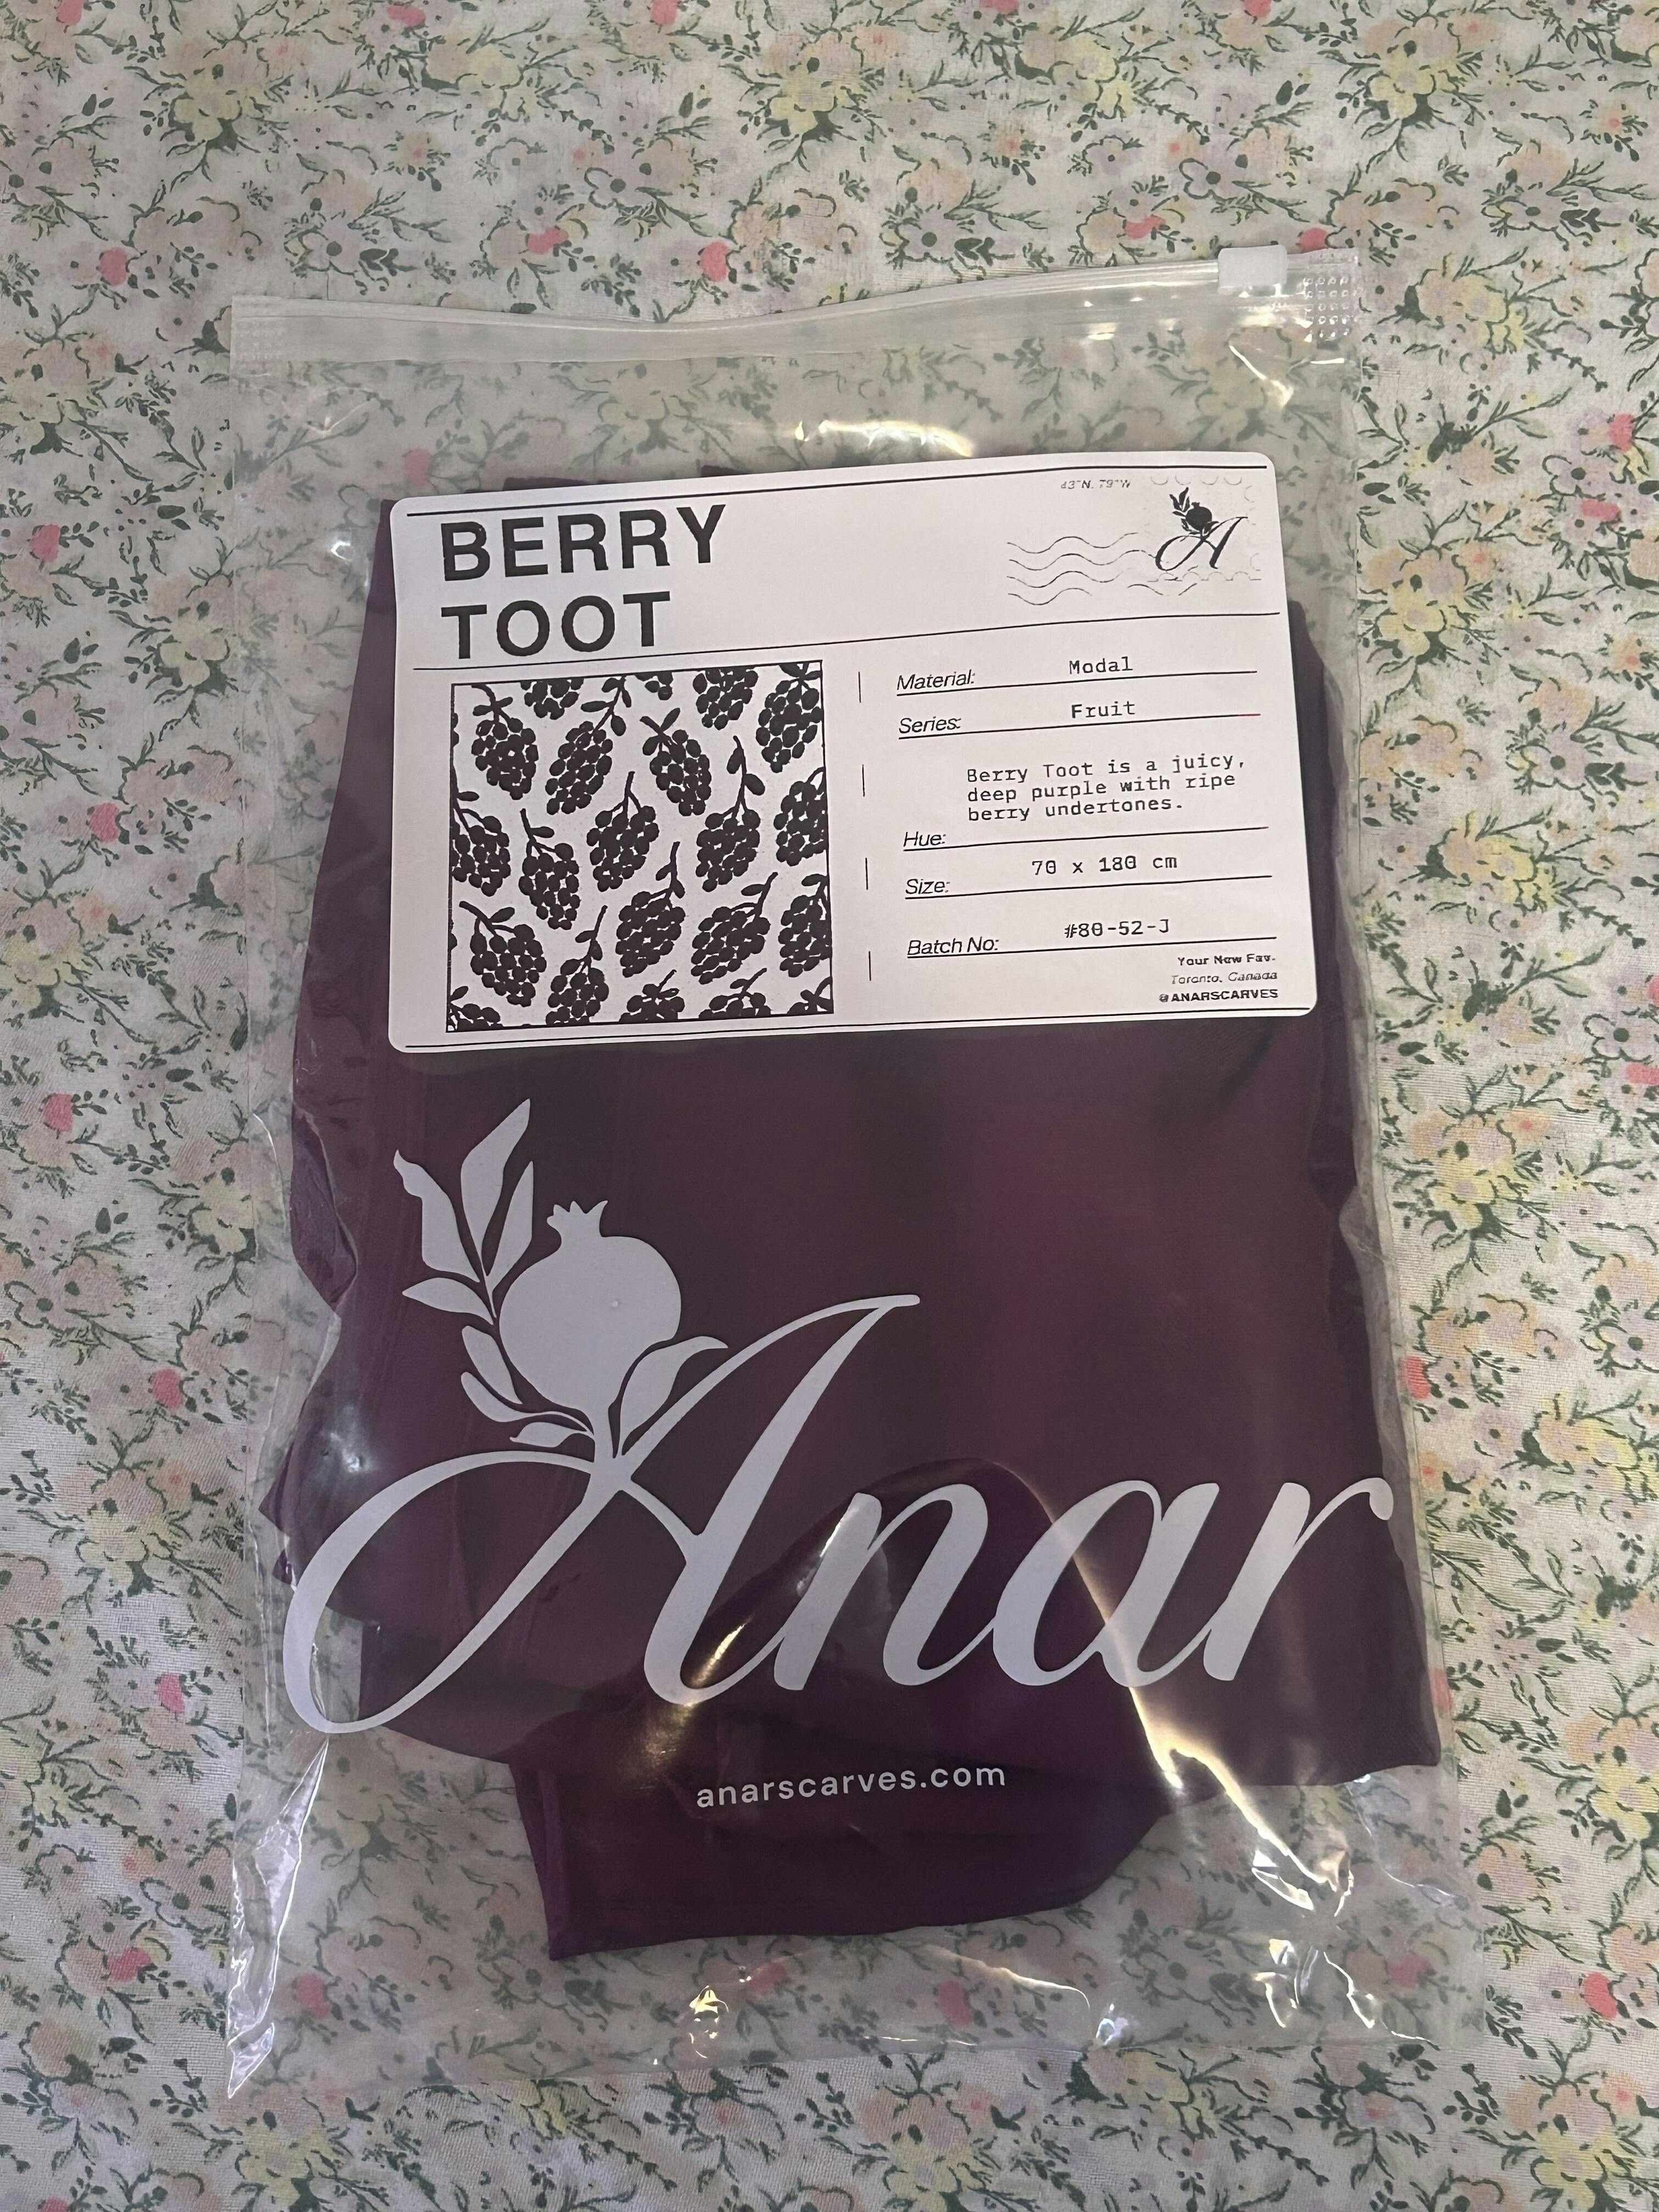 BERRY
TOOT
43°N, 79°W
A
Material: Modal
Series: Fruit
Berry Toot is a juicy,
deep purple with ripe
berry undertones.
Hue:
Size: 70 x 180 cm
Batch No: #80-52-J
Your New Fav.
Toronto, Canada
@ANARSCARVES
Anar
anarscarves.com